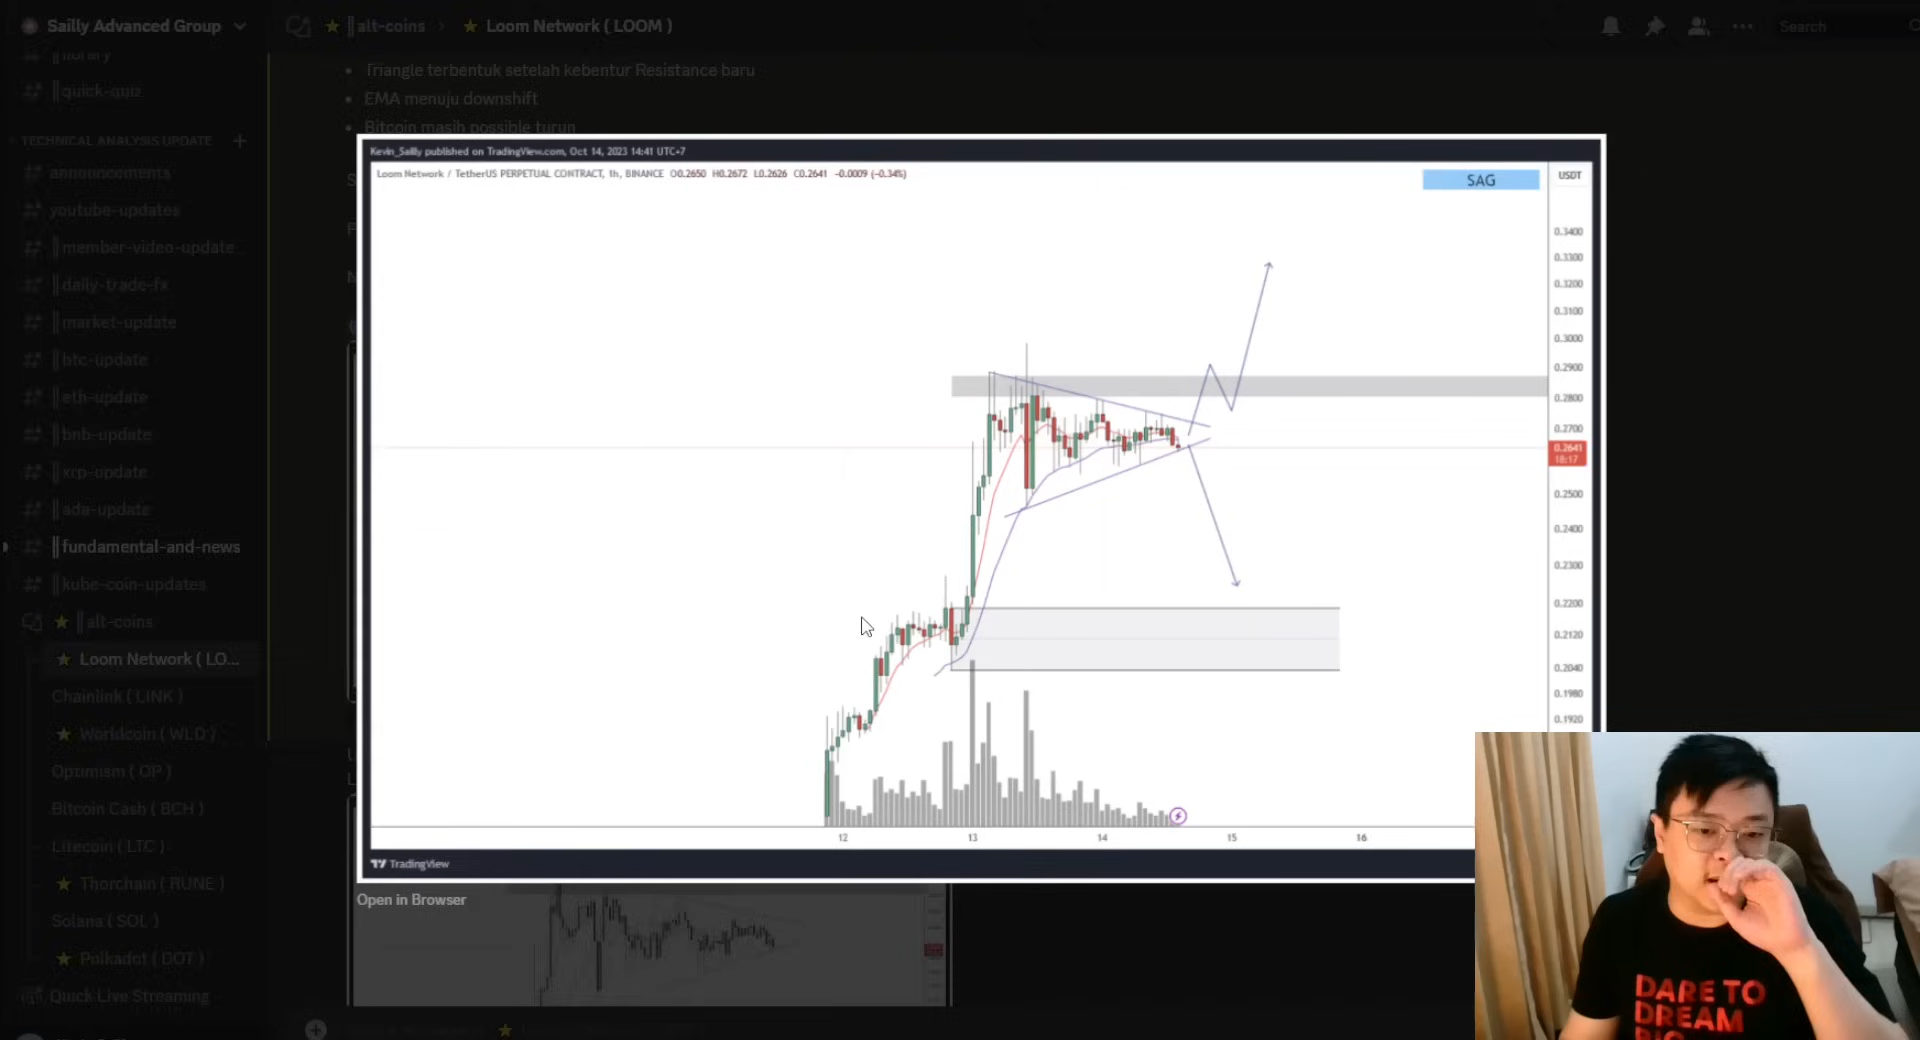 Sailly Advanced Group
||alt-coins
Loom Network ( LOOM )
Search
||library
||quick-quiz
TECHNICAL ANALYSIS UPDATE
announcements
youtube-updates
||member-video-update
||daily-trade-fx
||market-update
||btc-update
||eth-update
||bnb-update
||xrp-update
||ada-update
||fundamental-and-news
||kube-coin-updates
||alt-coins
Loom Network ( LO...
Chainlink ( LINK )
Worldcoin ( WLD )
Optimism ( OP )
Bitcoin Cash ( BCH )
Litecoin ( LTC )
Thorchain ( RUNE )
Solana ( SOL )
Polkadot ( DOT )
Quick Live Streaming
Triangle terbentuk setelah kebentur Resistance baru
EMA menuju downshift
Bitcoin masih possible turun
Kevin_Sailly published on TradingView.com, Oct 14, 2023 14:41 UTC+7
Loom Network / TetherUS PERPETUAL CONTRACT, 1h, BINANCE O0.2650 H0.2672 L0.2626 C0.2641 -0.0009 (-0.34%)
SAG
USDT
0.3400
0.3300
0.3200
0.3100
0.3000
0.2900
0.2800
0.2700
0.2641
18:17
0.2500
0.2400
0.2300
0.2200
0.2120
0.2040
0.1980
0.1920
12 13 14 15 16
TradingView
Open in Browser
DARE TO
DREAM
BIG